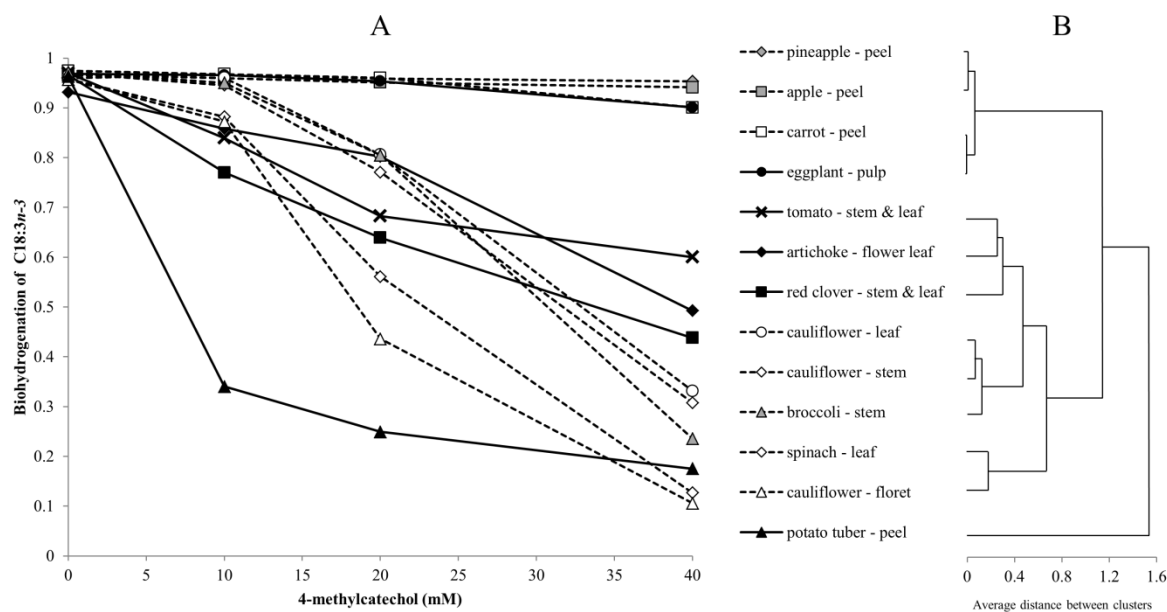 A
B
1
0.9
0.8
0.7
0.6
0.5
0.4
0.3
0.2
0.1
0
Biohydrogenation of C18:3n-3
0
5
10
15
20
25
30
35
40
4-methylcatechol (mM)
pineapple - peel
apple - peel
carrot - peel
eggplant - pulp
tomato - stem & leaf
artichoke - flower leaf
red clover - stem & leaf
cauliflower - leaf
cauliflower - stem
broccoli - stem
spinach - leaf
cauliflower - floret
potato tuber - peel
0
0.4
0.8
1.2
1.6
Average distance between clusters